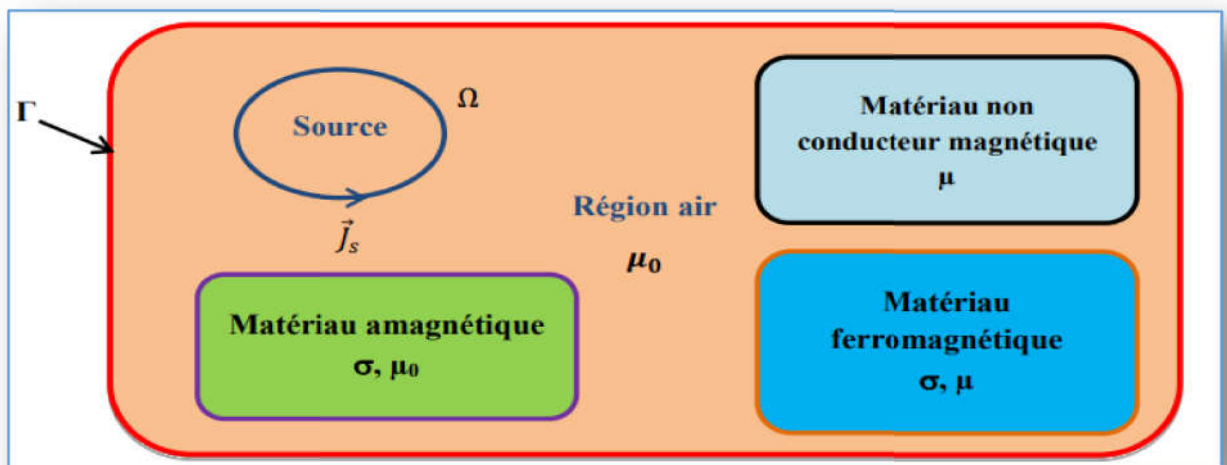 Γ
Source
Ω
J⃗s
Région air
μ₀
Matériau non
conducteur magnétique
μ
Matériau amagnétique
σ, μ₀
Matériau
ferromagnétique
σ, μ